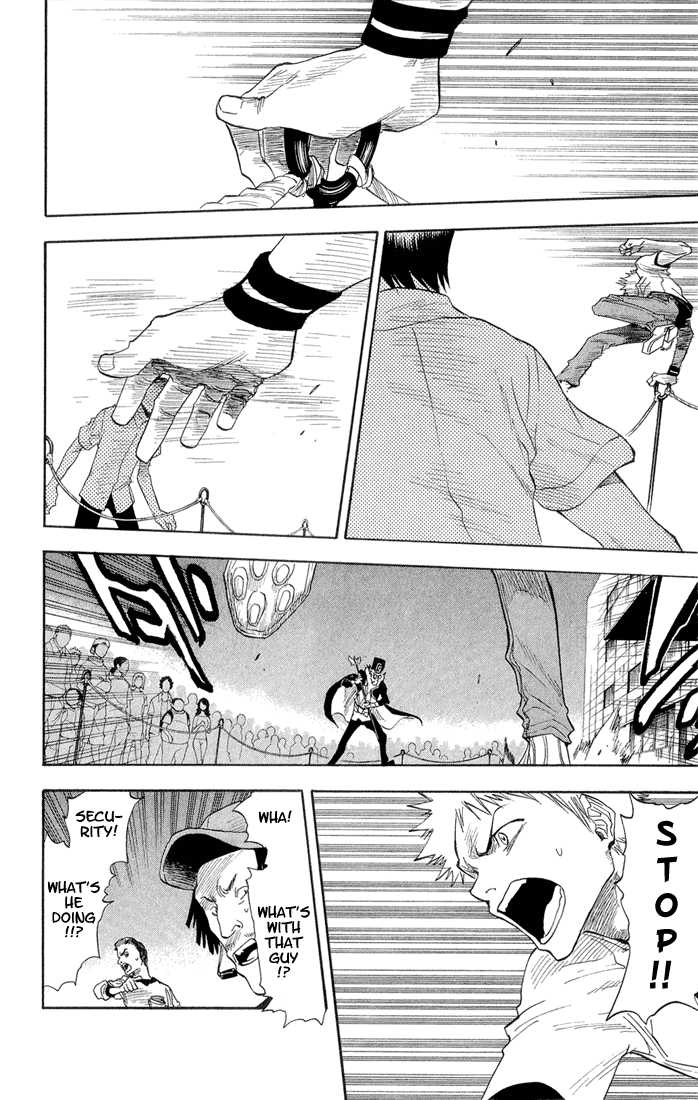 STOP!!
WHA!
WHAT'S
WITH
THAT
GUY
!?
SECU-
RITY!
WHAT'S
HE
DOING
!!?